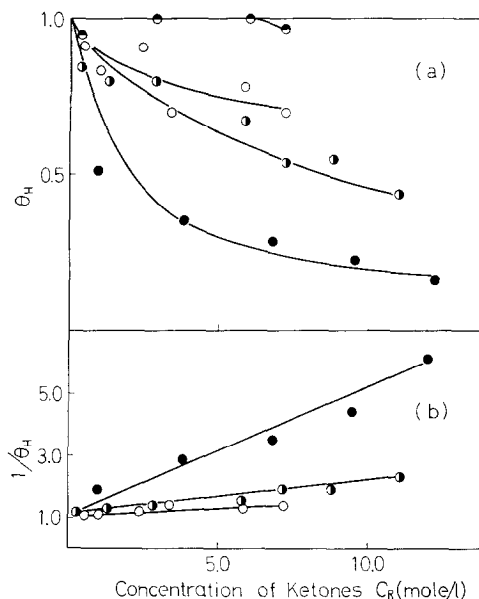 1.0
(a)
0.5
θH
5.0
(b)
3.0
1/θH
1.0
5.0 10.0
Concentration of Ketones CR(mole/l)